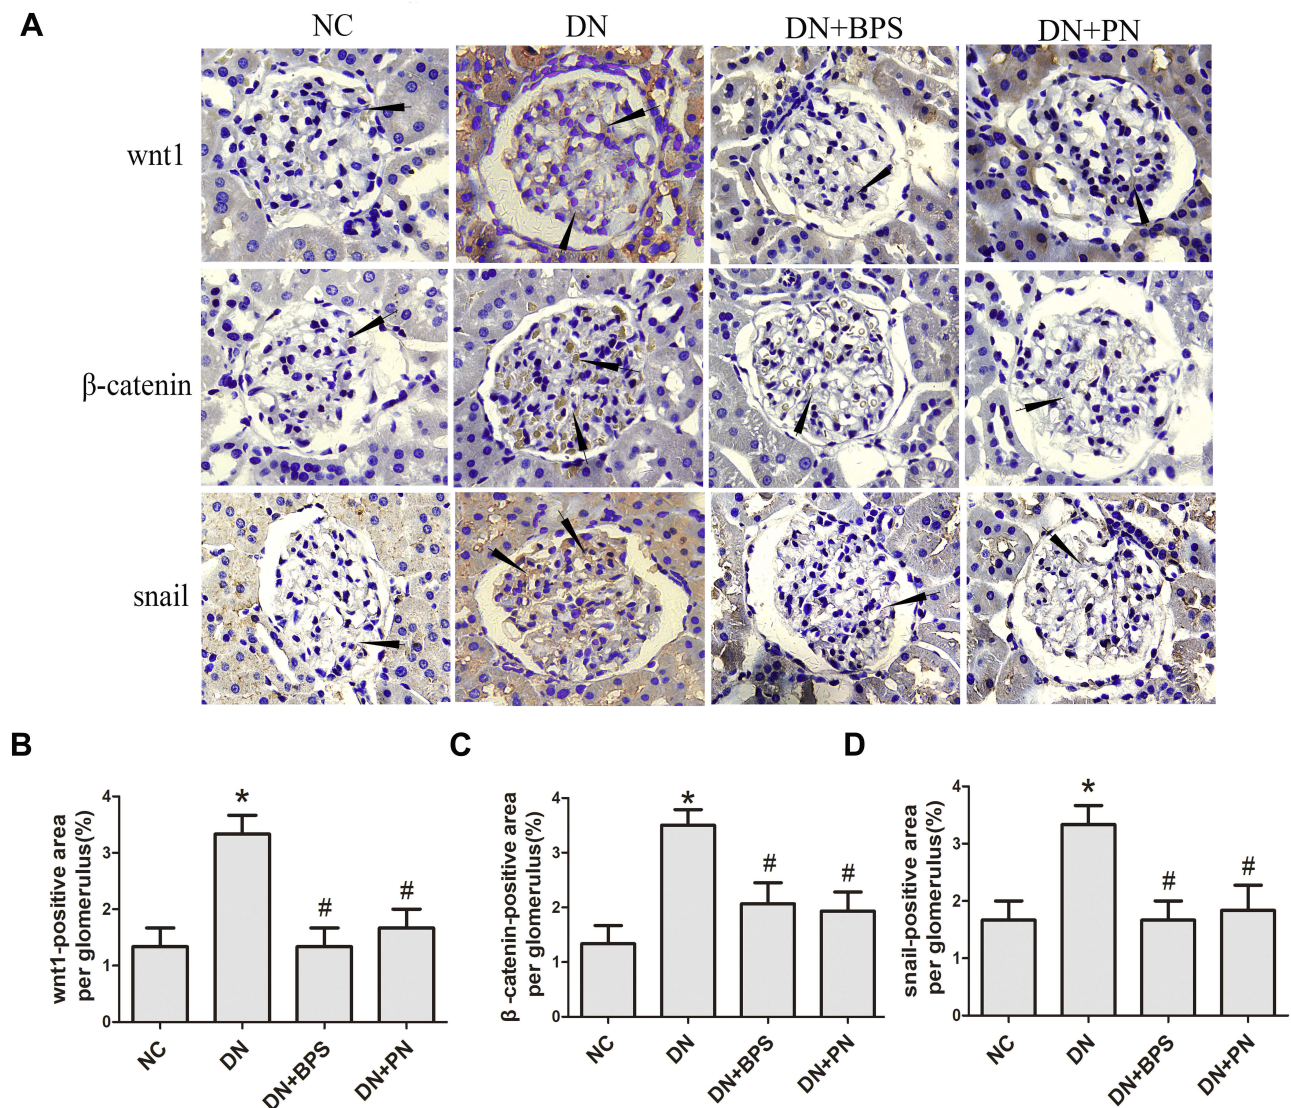 A
NC
DN
DN+BPS
DN+PN
wnt1
β-catenin
snail
B
wnt1-positive area
per glomerulus(%)
4
3
2
1
0
*
#
#
NC
DN
DN+BPS
DN+PN
C
β -catenin-positive area
per glomerulus(%)
4
3
2
1
0
*
#
#
NC
DN
DN+BPS
DN+PN
D
snail-positive area
per glomerulus(%)
4
3
2
1
0
*
#
#
NC
DN
DN+BPS
DN+PN